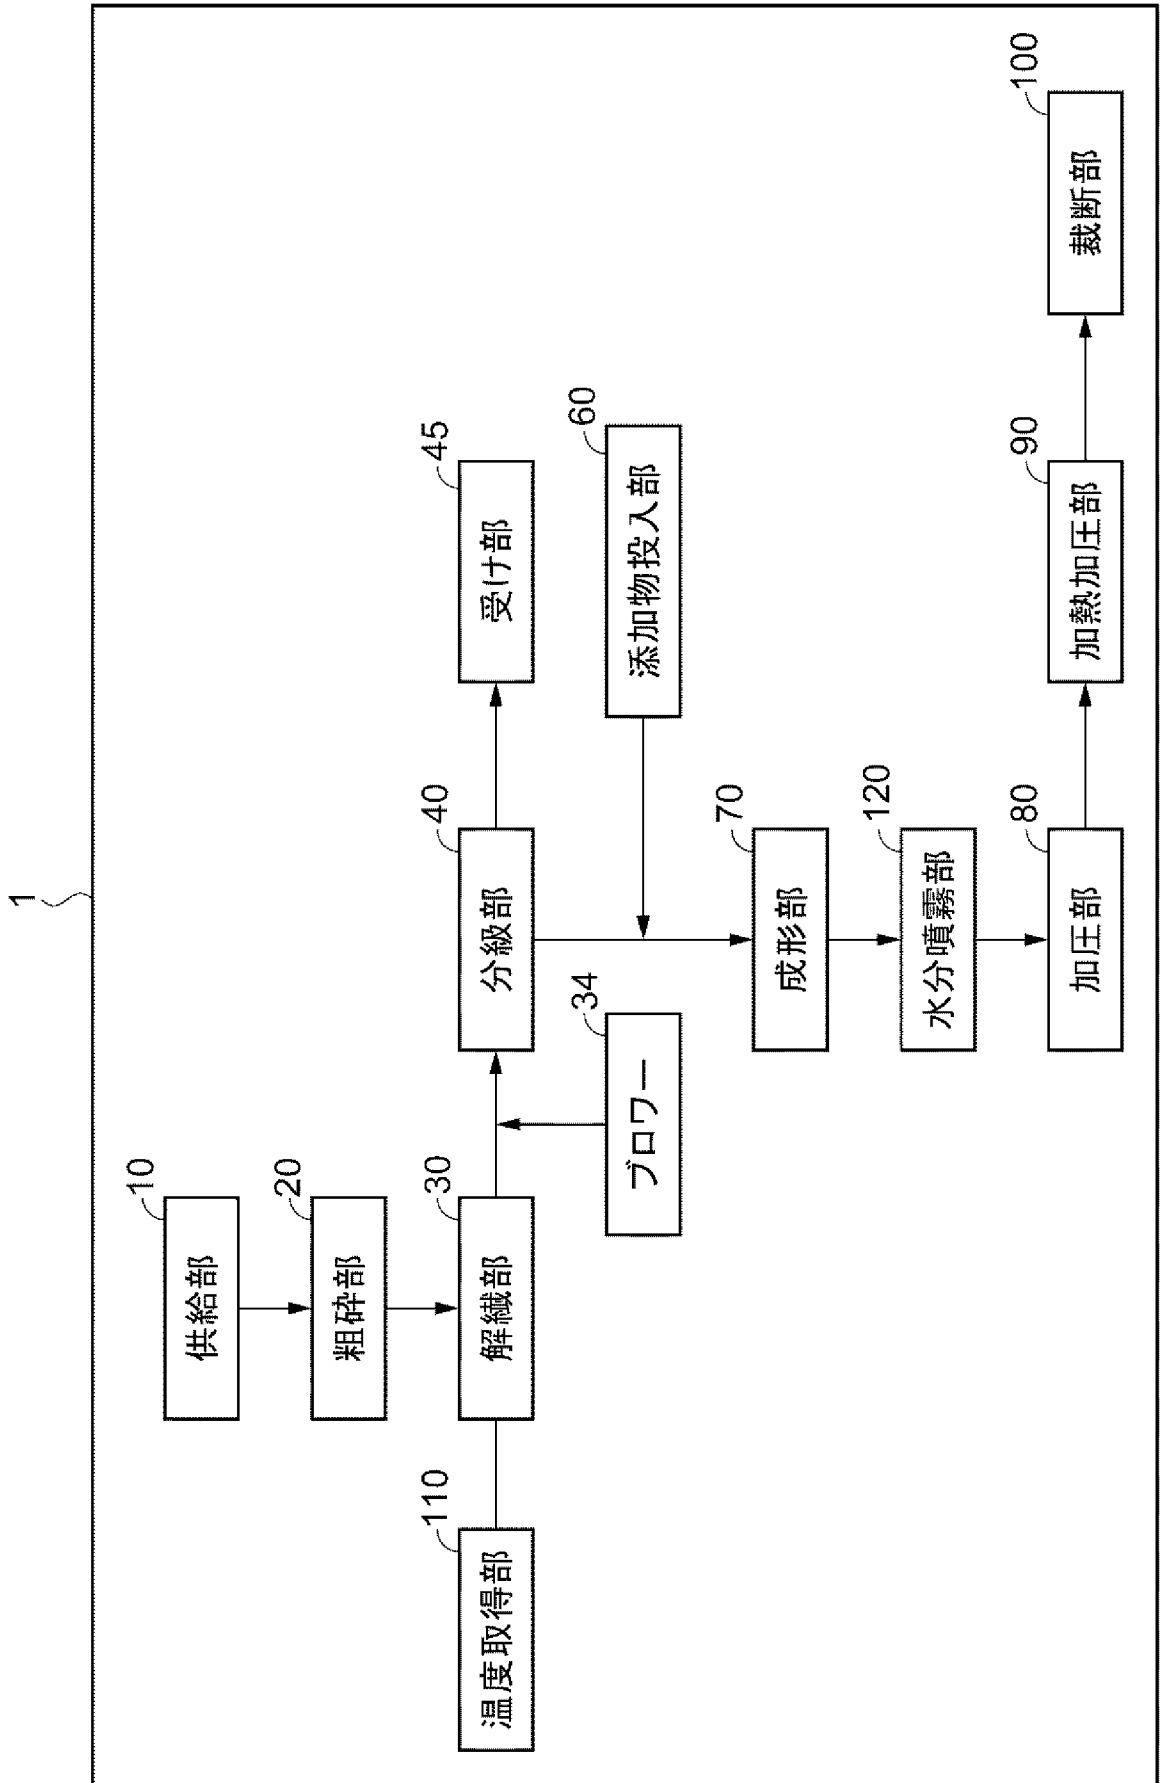 1
10
供給部
20
粗砕部
110
温度取得部
30
解繊部
40
分級部
45
受け部
34
ブロワー
60
添加物投入部
70
成形部
120
水分噴霧部
80
加圧部
90
加熱加圧部
100
裁断部